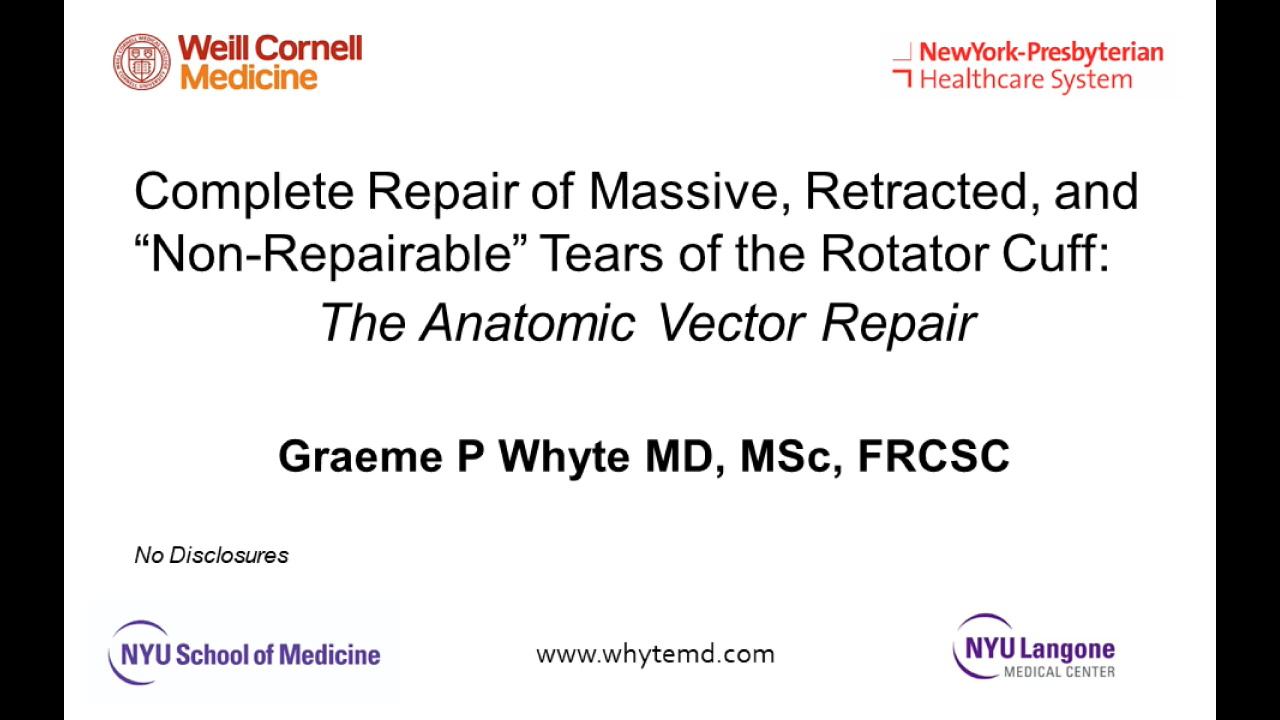 Weill Cornell
Medicine
NewYork-Presbyterian
Healthcare System
Complete Repair of Massive, Retracted, and
“Non-Repairable” Tears of the Rotator Cuff:
The Anatomic Vector Repair
Graeme P Whyte MD, MSc, FRCSC
No Disclosures
NYU School of Medicine
www.whytemd.com
NYU Langone
MEDICAL CENTER